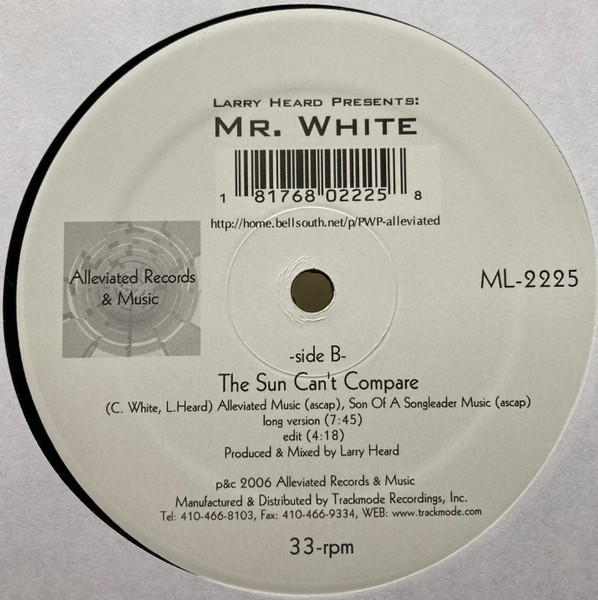 Larry Heard Presents:
Mr. White
1 81768 02225 8
http://home.bellsouth.net/p/PWP-alleviated
Alleviated Records
& Music
ML-2225
-side B-
The Sun Can't Compare
(C. White, L.Heard) Alleviated Music (ascap), Son Of A Songleader Music (ascap)
long version (7:45)
edit (4:18)
Produced & Mixed by Larry Heard
p&c 2006 Alleviated Records & Music
Manufactured & Distributed by Trackmode Recordings, Inc.
Tel: 410-466-8103, Fax: 410-466-9334, WEB: www.trackmode.com
33-rpm